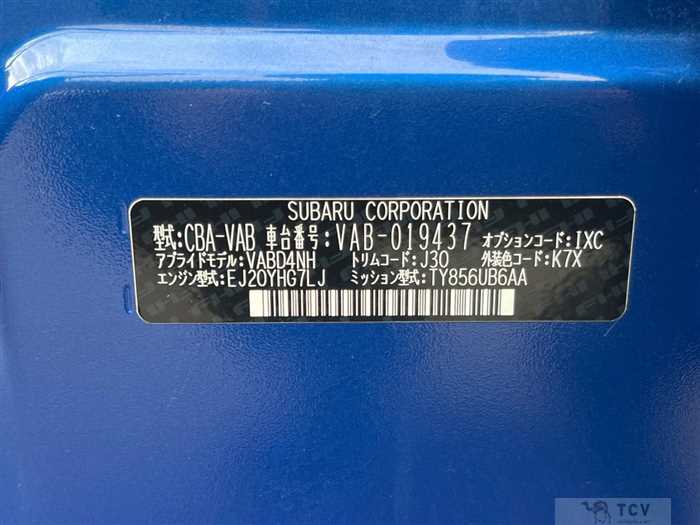 SUBARU CORPORATION
型式:CBA-VAB 車台番号:VAB-019437 オプションコード:IXC
アプライドモデル:VABD4NH トリムコード:J30 外装色コード:K7X
エンジン型式:EJ20YHG7LJ ミッション型式:TY856UB6AA
TCV